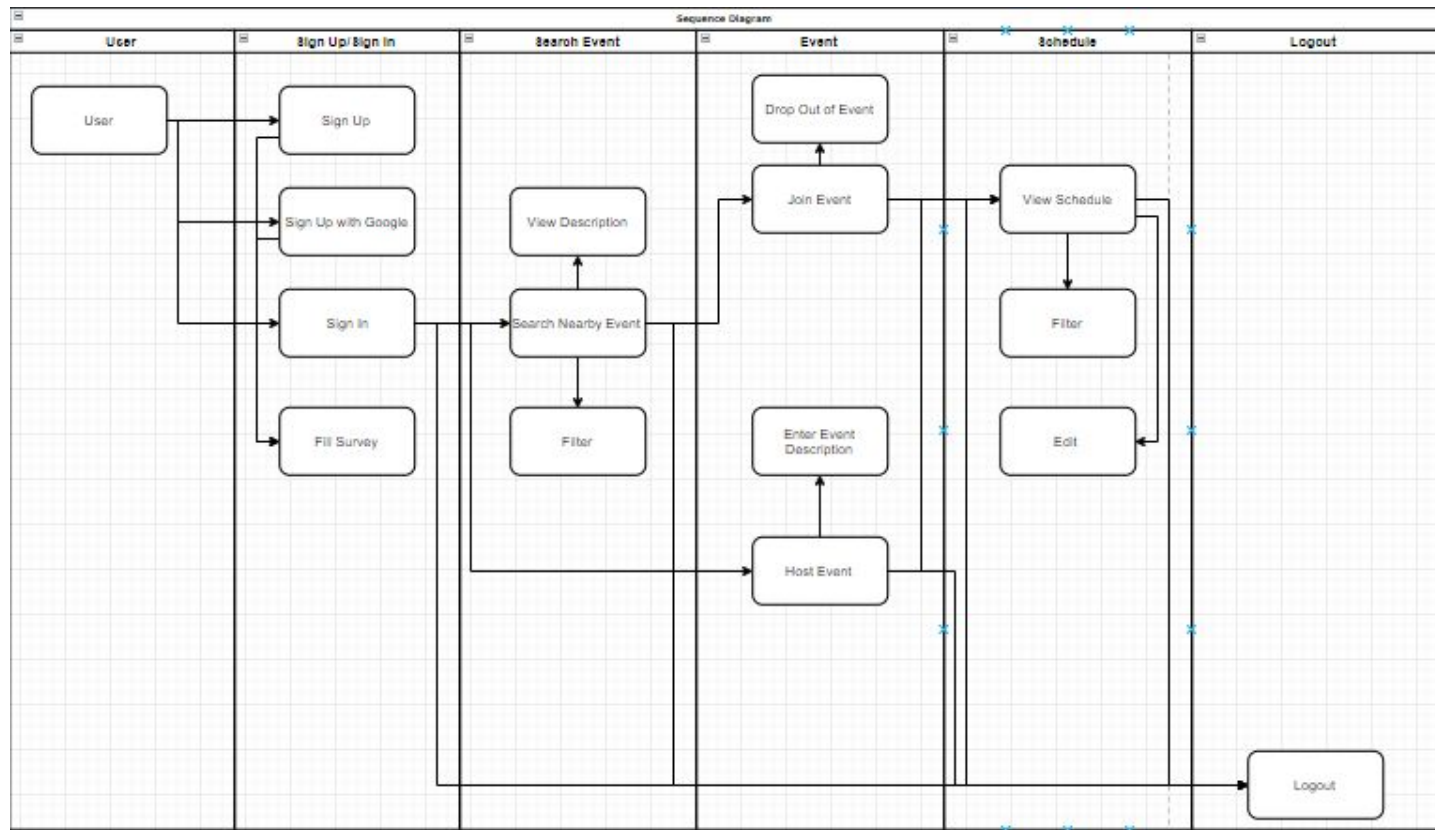 Sequence Diagram
User
Sign Up/Sign In
Search Event
Event
Schedule
Logout
User
Sign Up
Sign Up with Google
Sign In
Fill Survey
View Description
Search Nearby Event
Filter
Drop Out of Event
Join Event
Enter Event
Description
Host Event
View Schedule
Filter
Edit
Logout